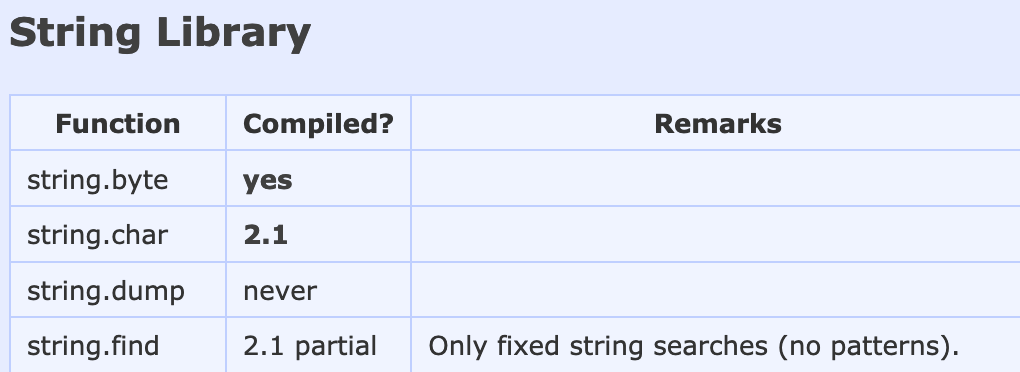 String Library
Function Compiled? Remarks
string.byte yes
string.char 2.1
string.dump never
string.find 2.1 partial Only fixed string searches (no patterns).